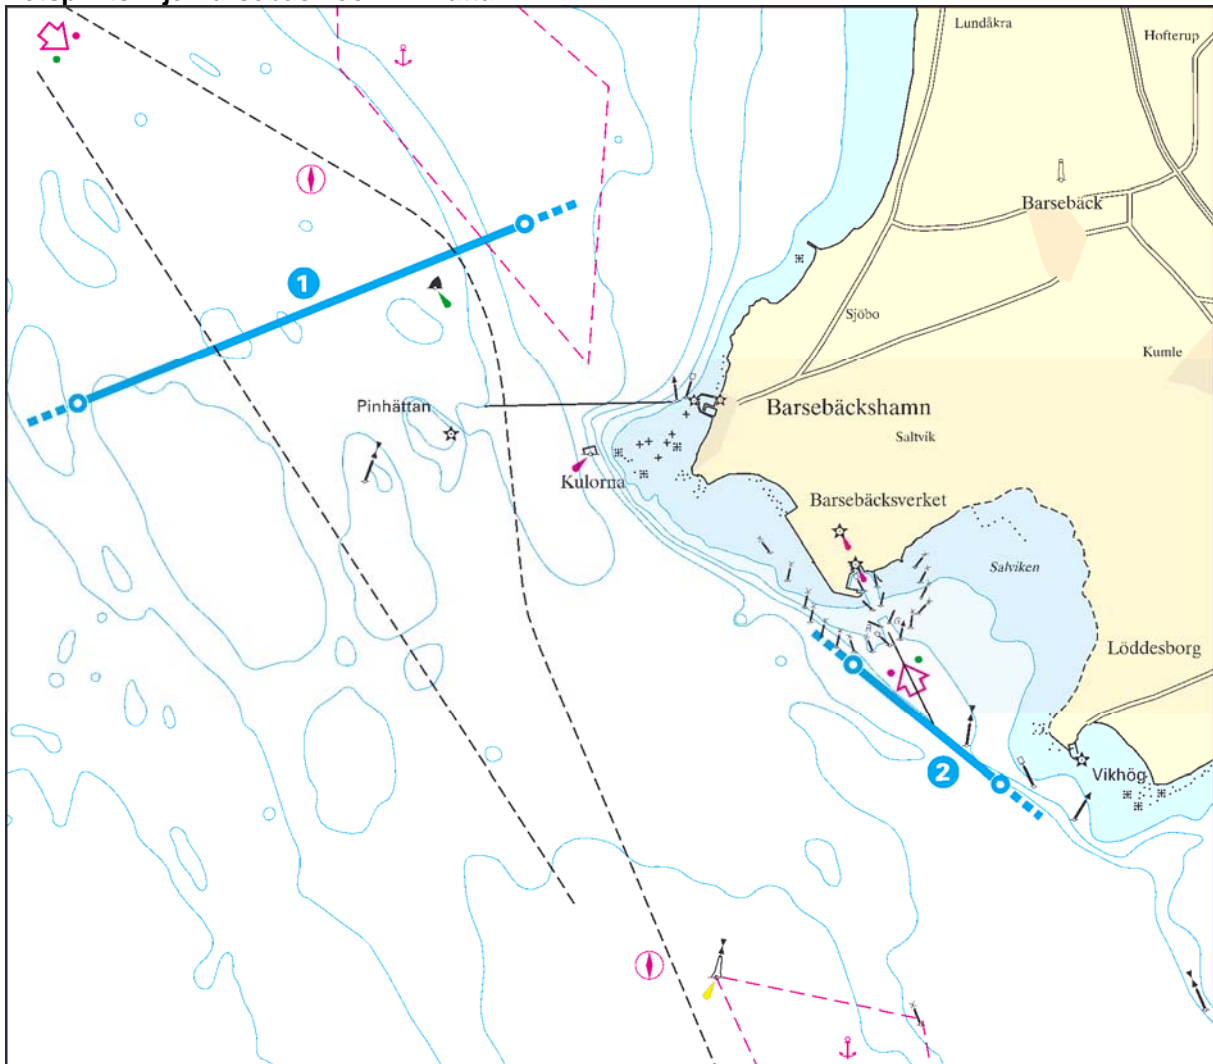 Lundåkra
Hofterup
Barsebäck
1
Sjöbo
Kumle
Pinhättan
Barsebäckshamn
Saltvik
Kulorna
Barsebäcksverket
Salviken
Löddesborg
2
Vikhög